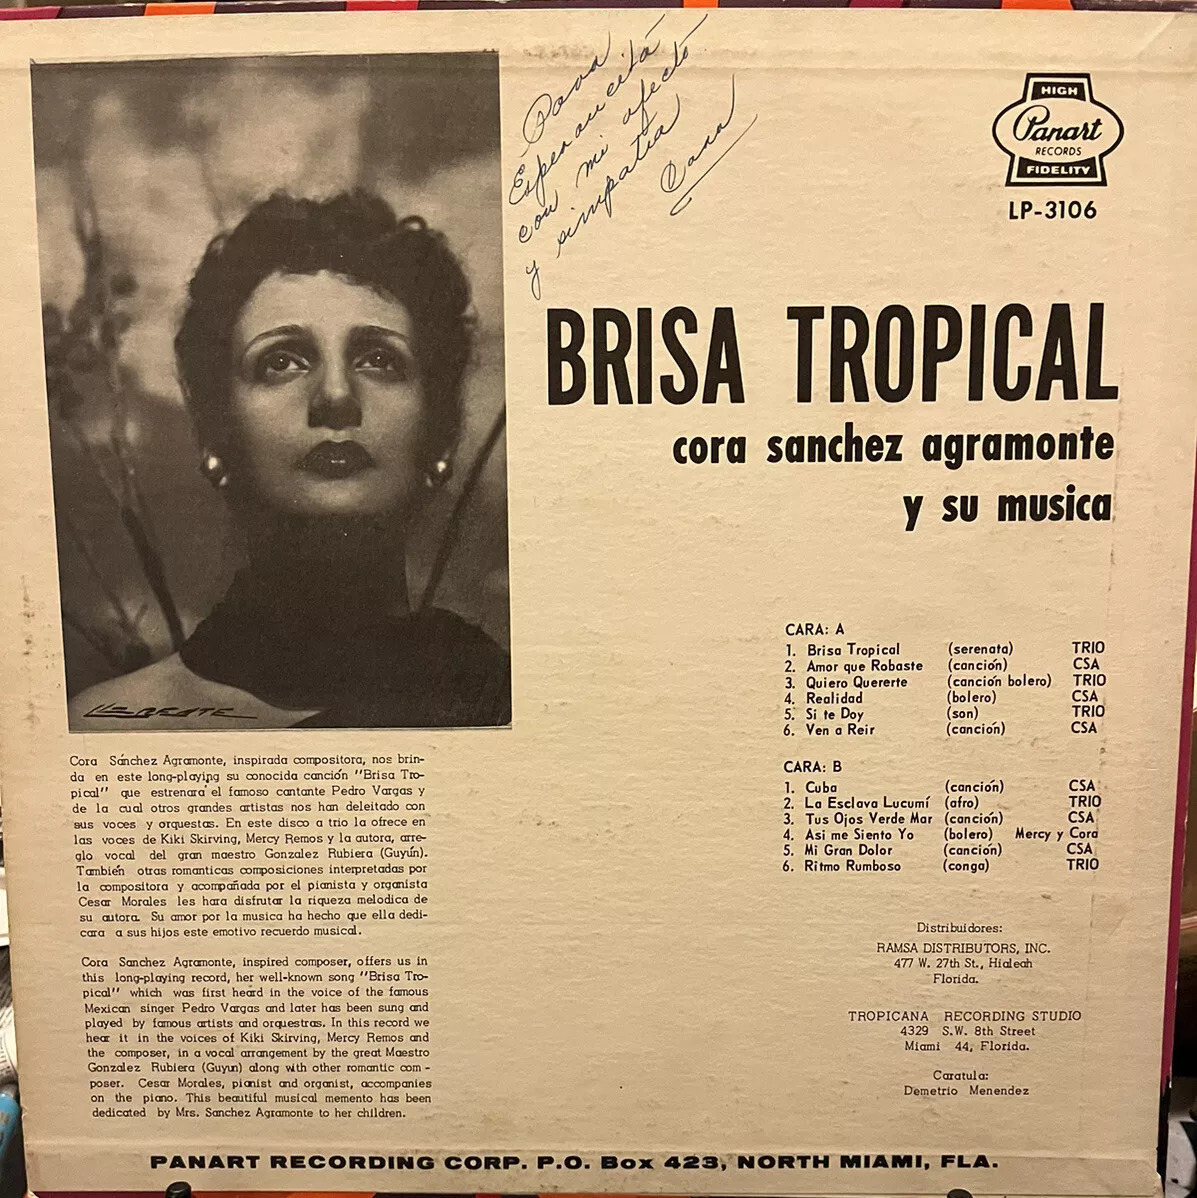 Para
Esperancita
con mi afecto
y simpatía
Cora
HIGH
Panart
RECORDS
FIDELITY
LP-3106
BRISA TROPICAL
cora sanchez agramonte
y su musica
LLERENTE
CARA: A
1. Brisa Tropical (serenata) TRIO
2. Amor que Robaste (canción) CSA
3. Quiero Quererte (canción bolero) TRIO
4. Realidad (bolero) CSA
5. Si te Doy (son) TRIO
6. Ven a Reir (canción) CSA
CARA: B
1. Cuba (canción) CSA
2. La Esclava Lucumí (afro) TRIO
3. Tus Ojos Verde Mar (canción) CSA
4. Asi me Siento Yo (bolero) Mercy y Cora
5. Mi Gran Dolor (canción) CSA
6. Ritmo Rumboso (conga) TRIO
Cora Sánchez Agramonte, inspirada compositora, nos brin-
da en este long-playing su conocida canción "Brisa Tro-
pical" que estrenará el famoso cantante Pedro Vargas y
de la cual otros grandes artistas nos han deleitado con
sus voces y orquestas. En este disco a trio la ofrece en
las voces de Kiki Skirving, Mercy Remos y la autora, arre-
glo vocal del gran maestro Gonzalez Rubiera (Guyún).
Tambień otras romanticas composiciones interpretadas por
la compositora y acompañada por el pianista y organista
Cesar Morales les hara disfrutar la riqueza melodica de
su autora. Su amor por la musica ha hecho que ella dedi-
cara a sus hijos este emotivo recuerdo musical.
Cora Sanchez Agramonte, inspired composer, offers us in
this long-playing record, her well-known song "Brisa Tro-
pical" which was first heard in the voice of the famous
Mexican singer Pedro Vargas and later has been sung and
played by famous artists and orquestras. In this record we
hear it in the voices of Kiki Skirving, Mercy Remos and
the composer, in a vocal arrangement by the great Maestro
Gonzalez Rubiera (Guyun) along with other romantic com-
poser. Cesar Morales, pianist and organist, accompanies
on the piano. This beautiful musical memento has been
dedicated by Mrs. Sanchez Agramonte to her children.
Distribuidores:
RAMSA DISTRIBUTORS, INC.
477 W. 27th St., Hialeah
Florida.
TROPICANA RECORDING STUDIO
4329 S.W. 8th Street
Miami 44, Florida.
Caratula:
Demetrio Menendez
PANART RECORDING CORP. P.O. Box 423, NORTH MIAMI, FLA.